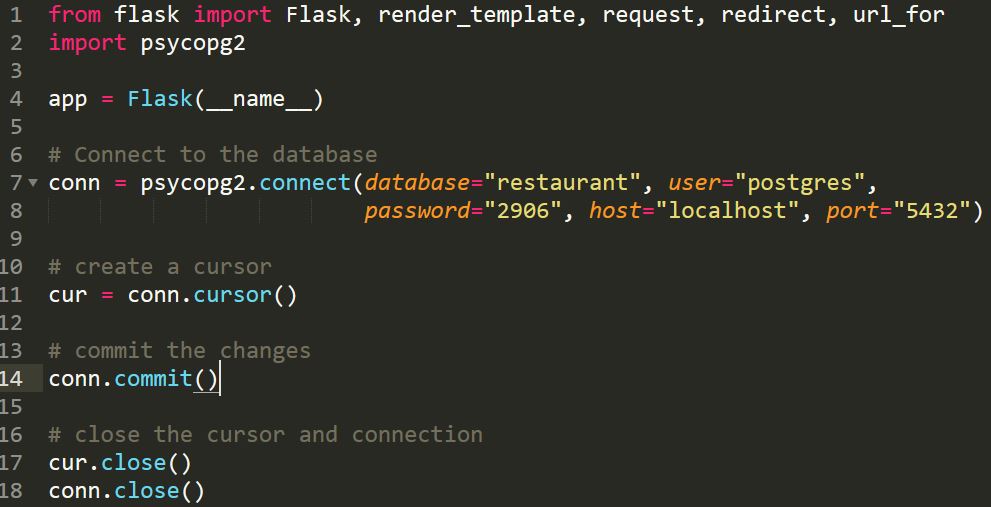 1 from flask import Flask, render_template, request, redirect, url_for
2 import psycopg2
3
4 app = Flask(__name__)
5
6 # Connect to the database
7 conn = psycopg2.connect(database="restaurant", user="postgres",
8                         password="2906", host="localhost", port="5432")
9
10 # create a cursor
11 cur = conn.cursor()
12
13 # commit the changes
14 conn.commit()
15
16 # close the cursor and connection
17 cur.close()
18 conn.close()